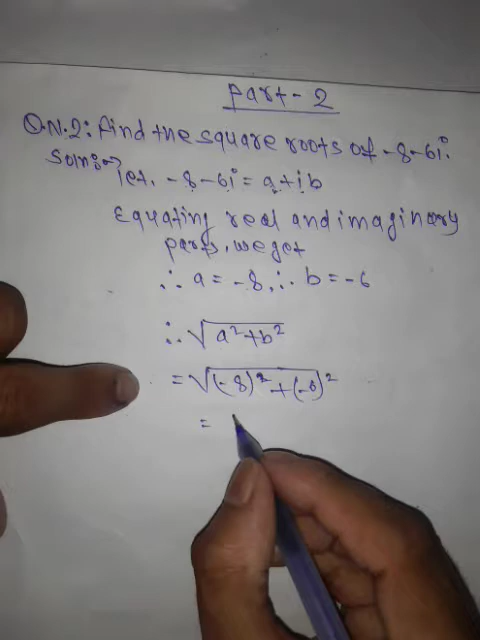 Part-2
Q.N.2: Find the square roots of -8-6i.
Soln:→ let, -8-6i = a+ib
Equating real and imaginary
parts, we get
∴ a = -8, ∴ b = -6
∴ √(a²+b²)
= √(-8)²+(-6)²
=